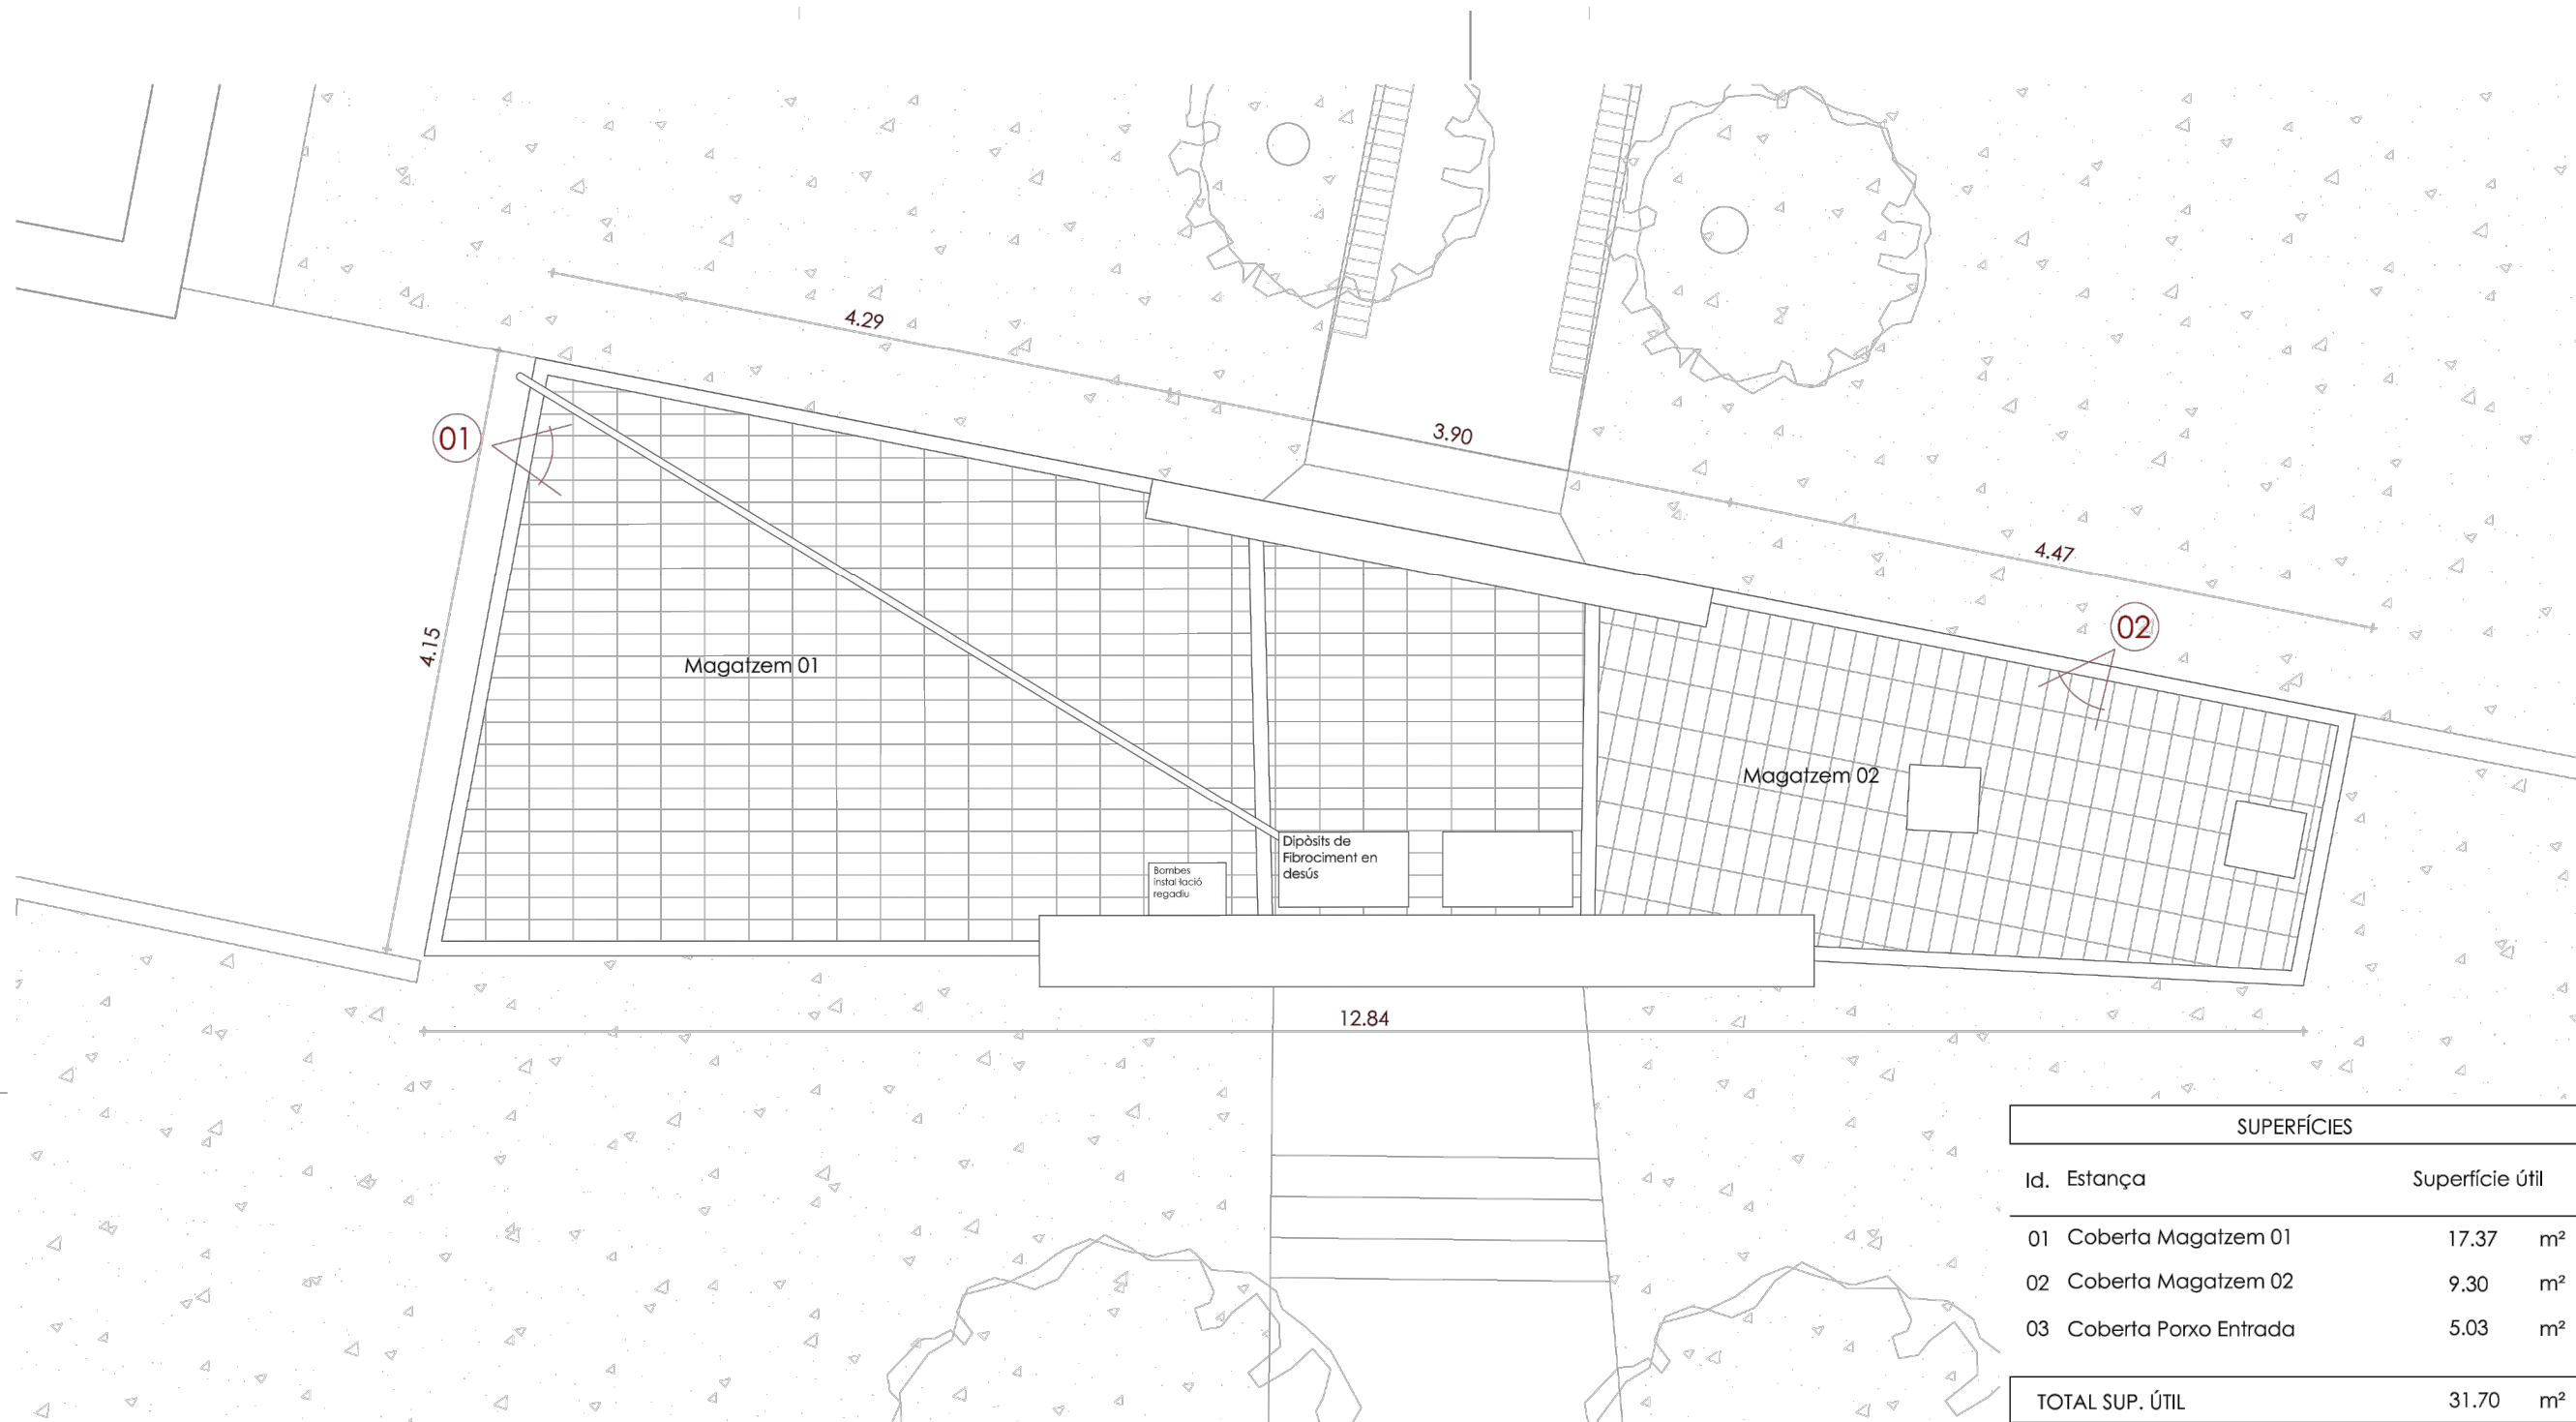 4.29
01
3.90
4.47
02
4.15
Magatzem 01
Magatzem 02
Dipòsits de
Fibrociment en
desús
Bombes
instal·lació
regadiu
12.84
SUPERFÍCIES
Id. Estança Superfície útil
01 Coberta Magatzem 01 17.37 m²
02 Coberta Magatzem 02 9.30 m²
03 Coberta Porxo Entrada 5.03 m²
TOTAL SUP. ÚTIL 31.70 m²